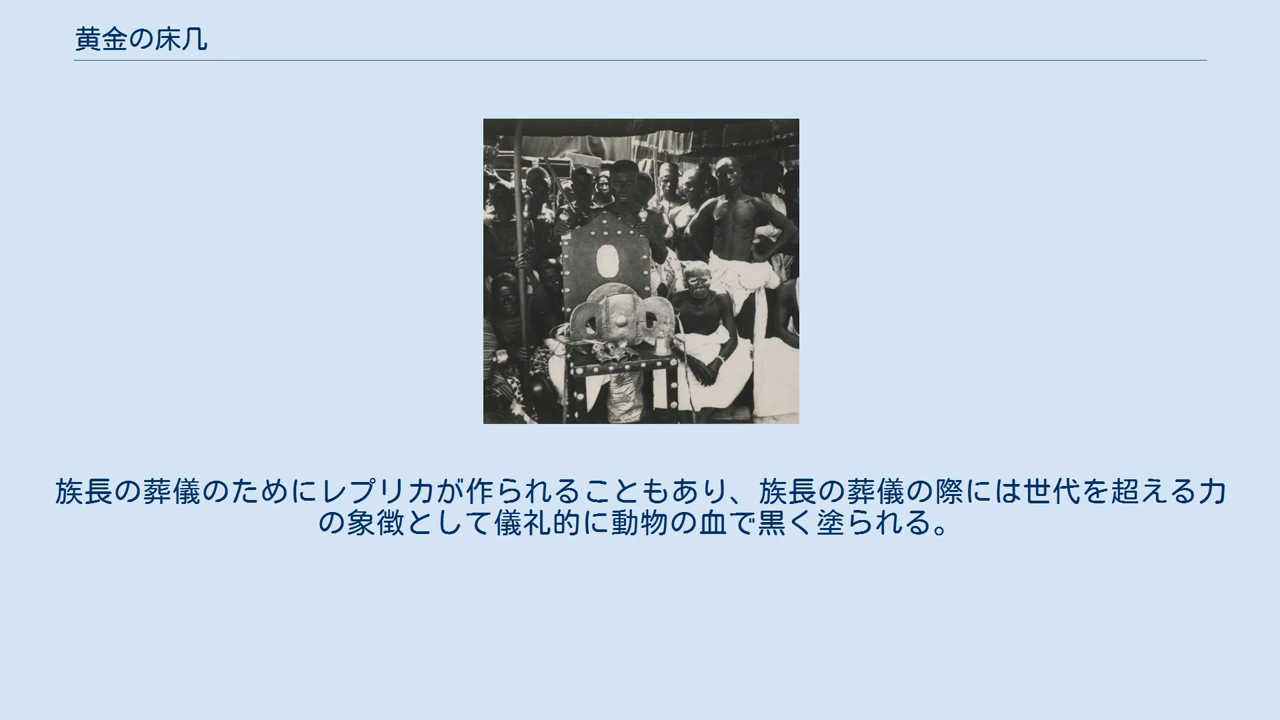 黄金の床几
族長の葬儀のためにレプリカが作られることもあり、族長の葬儀の際には世代を超える力
の象徴として儀礼的に動物の血で黒く塗られる。